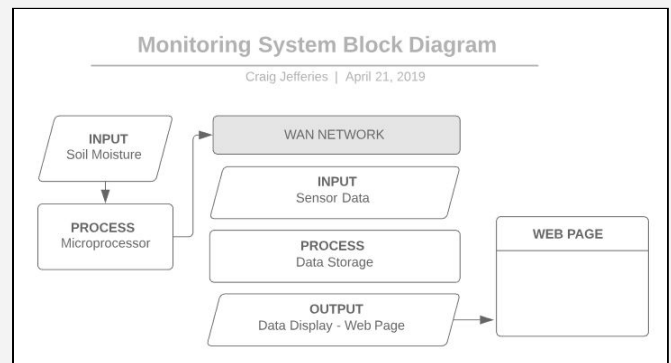 Monitoring System Block Diagram
Craig Jefferies | April 21, 2019
INPUT
Soil Moisture
PROCESS
Microprocessor
WAN NETWORK
INPUT
Sensor Data
PROCESS
Data Storage
OUTPUT
Data Display - Web Page
WEB PAGE